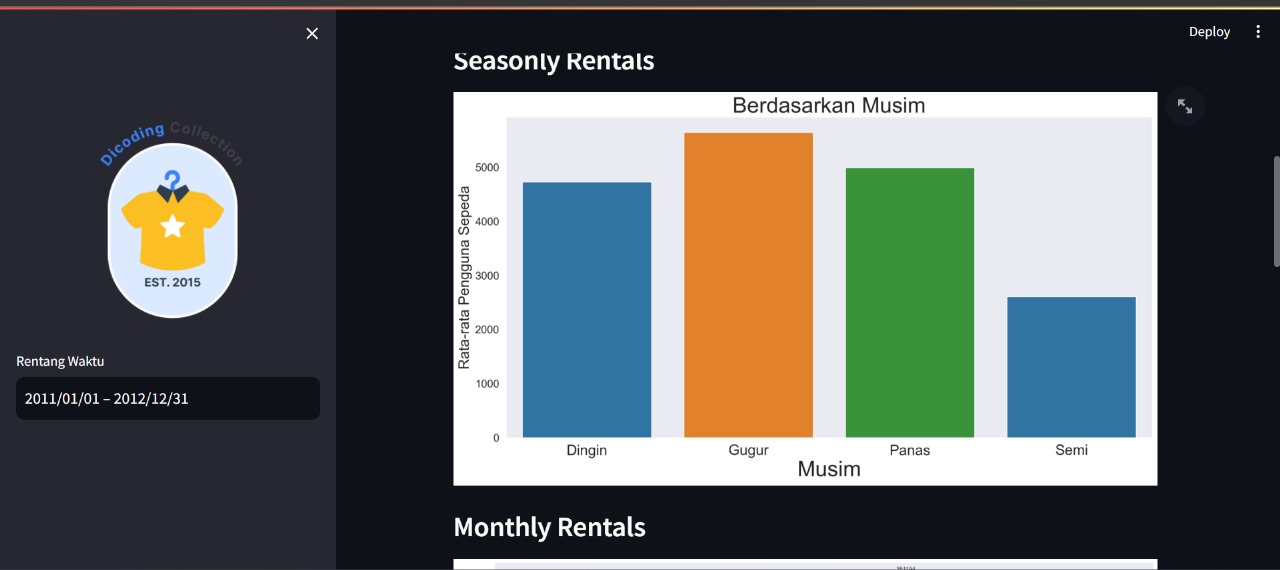 Deploy
Dicoding Collection
EST. 2015
Rentang Waktu
2011/01/01 – 2012/12/31
Seasonly Rentals
Berdasarkan Musim
Rata-rata Pengguna Sepeda
5000
4000
3000
2000
1000
0
Dingin Gugur Panas Semi
Musim
Monthly Rentals